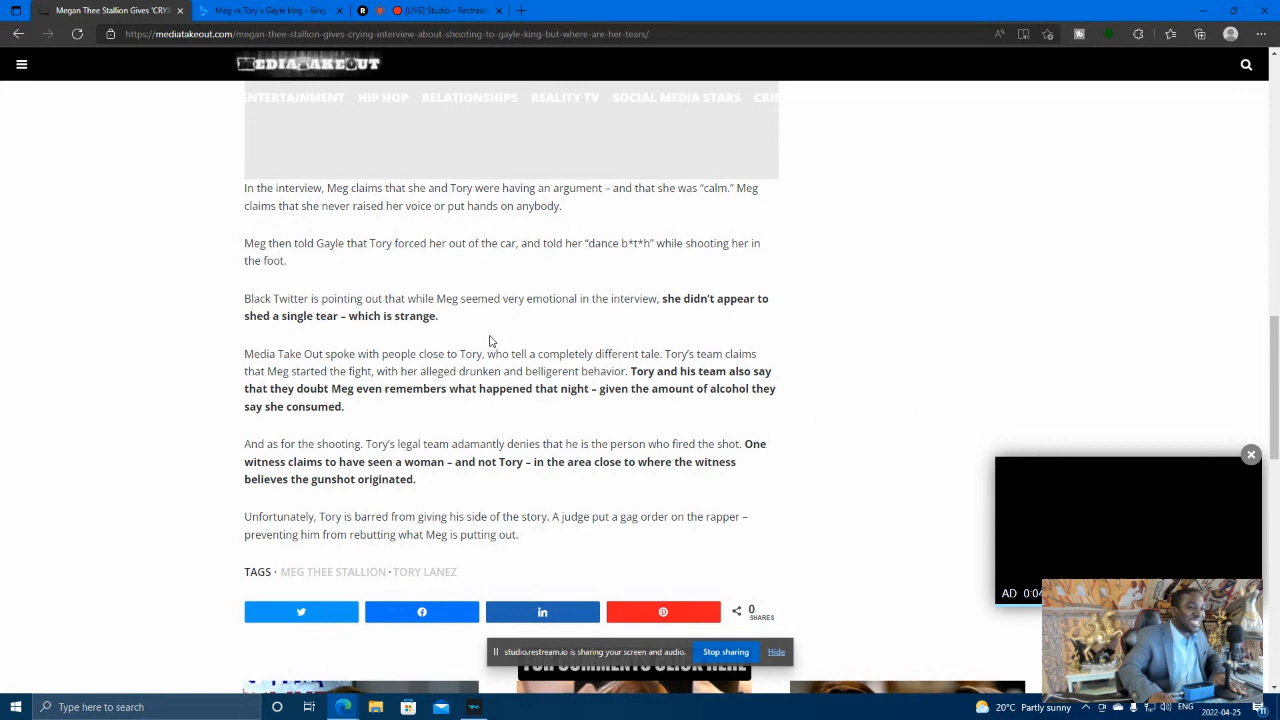 Megan Thee Stallion Gives 'CRYI
Meg vs Tory x Gayle king - Bing
[LIVE] Studio – Restream
https://mediatakeout.com/megan-thee-stallion-gives-crying-interview-about-shooting-to-gayle-king-but-where-are-her-tears/
MEDIATAKEOUT
ENTERTAINMENT HIP HOP RELATIONSHIPS REALITY TV SOCIAL MEDIA STARS CRI
In the interview, Meg claims that she and Tory were having an argument – and that she was “calm.” Meg
claims that she never raised her voice or put hands on anybody.
Meg then told Gayle that Tory forced her out of the car, and told her “dance b*t*h” while shooting her in
the foot.
Black Twitter is pointing out that while Meg seemed very emotional in the interview, she didn’t appear to
shed a single tear – which is strange.
Media Take Out spoke with people close to Tory, who tell a completely different tale. Tory’s team claims
that Meg started the fight, with her alleged drunken and belligerent behavior. Tory and his team also say
that they doubt Meg even remembers what happened that night – given the amount of alcohol they
say she consumed.
And as for the shooting. Tory’s legal team adamantly denies that he is the person who fired the shot. One
witness claims to have seen a woman – and not Tory – in the area close to where the witness
believes the gunshot originated.
Unfortunately, Tory is barred from giving his side of the story. A judge put a gag order on the rapper –
preventing him from rebutting what Meg is putting out.
TAGS • MEG THEE STALLION • TORY LANEZ
0
SHARES
AD 0:04
studio.restream.io is sharing your screen and audio. Stop sharing Hide
FOR COMMENTS CLICK HERE
Type here to search
20°C Partly sunny
ENG
2022-04-25